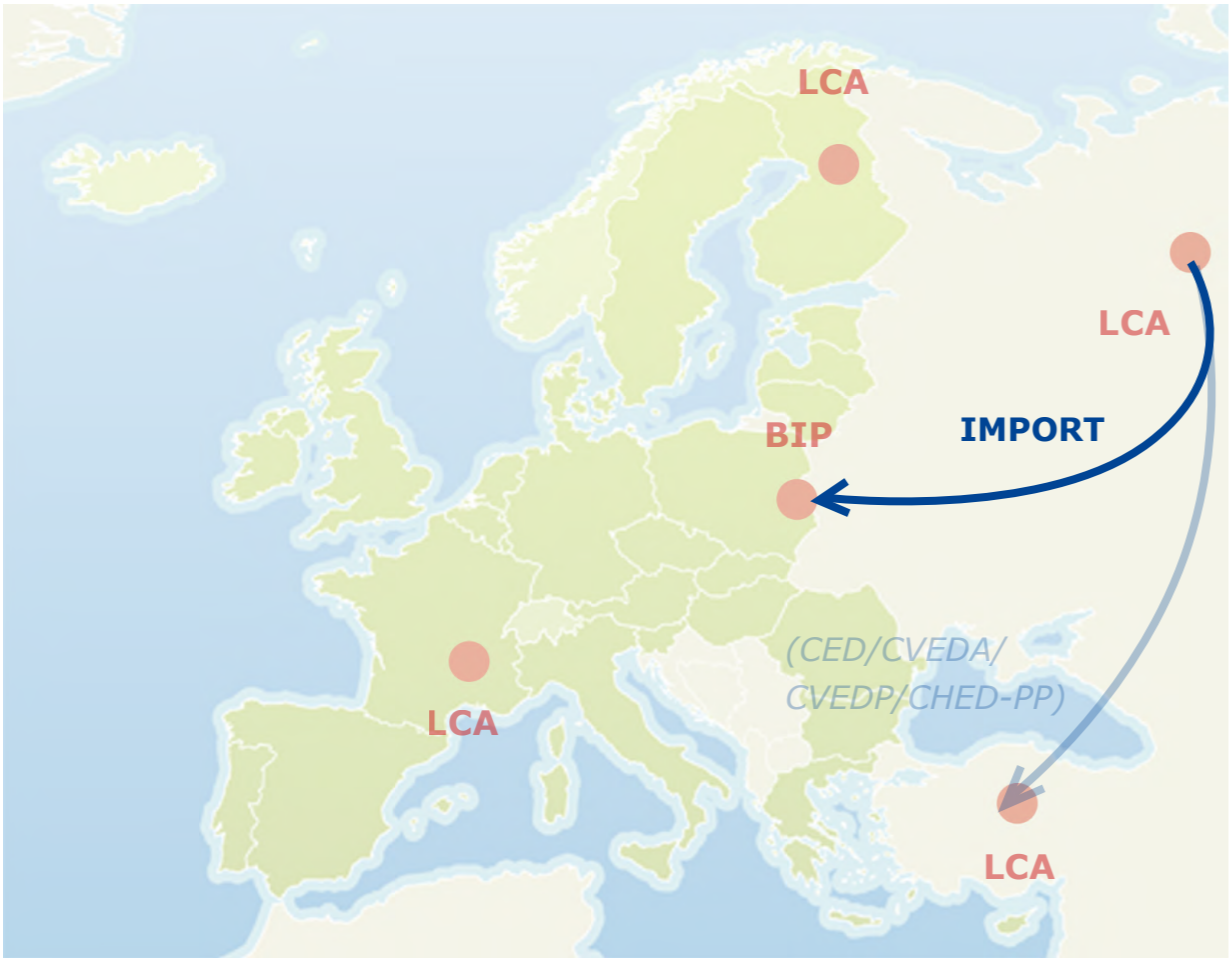 LCA
LCA
IMPORT
BIP
(CED/CVEDA/
CVEDP/CHED-PP)
LCA
LCA